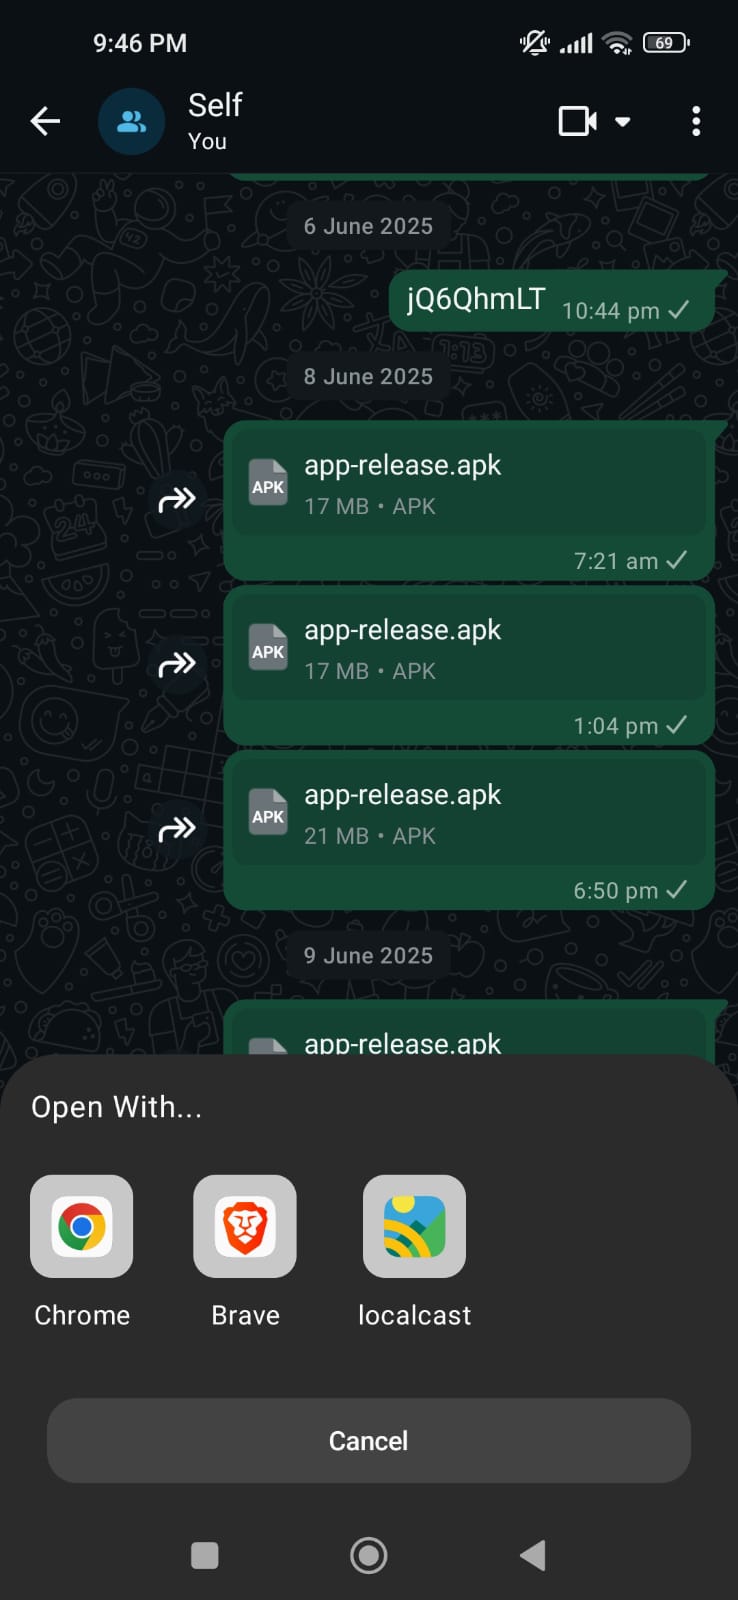 9:46 PM
69
Self
You
6 June 2025
jQ6QhmLT 10:44 pm
8 June 2025
app-release.apk
APK
17 MB • APK
7:21 am
app-release.apk
APK
17 MB • APK
1:04 pm
app-release.apk
APK
21 MB • APK
6:50 pm
9 June 2025
app-release.apk
Open With...
Chrome
Brave
localcast
Cancel